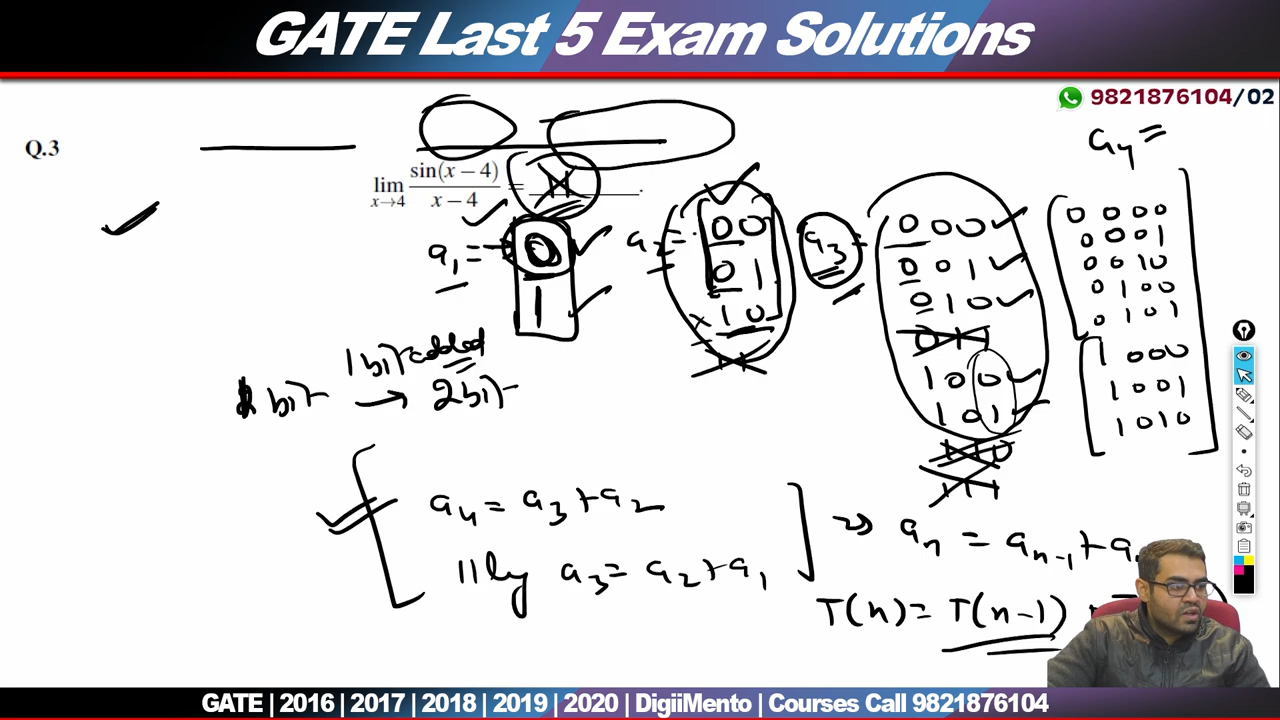 GATE Last 5 Exam Solutions
9821876104/02
Q.3
lim x→4 sin(x − 4) / x − 4 = ________.
a4 =
a1 = 0
1
a2 = 00
01
10
11
a3 = 000
001
010
011
100
101
110
111
0000
0001
0010
0100
0101
1000
1001
1010
1 bit added
bit → 2bit
a4 = a3 + a2
||ly a3 = a2 + a1
⇒ an = an-1 + a
T(n) = T(n-1)
GATE | 2016 | 2017 | 2018 | 2019 | 2020 | DigiiMento | Courses Call 9821876104